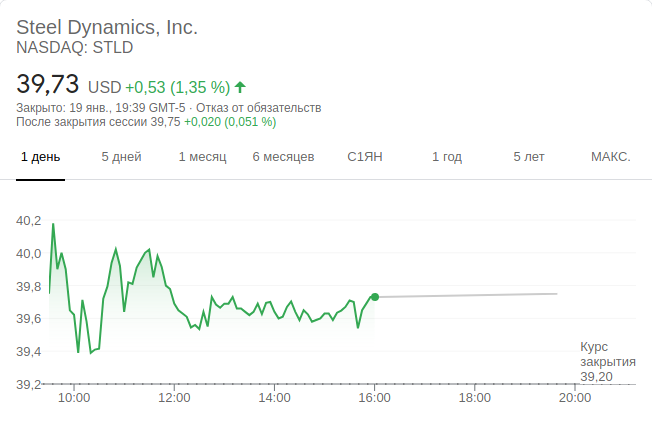 Steel Dynamics, Inc.
NASDAQ: STLD
39,73 USD +0,53 (1,35 %)
Закрыто: 19 янв., 19:39 GMT-5 · Отказ от обязательств
После закрытия сессии 39,75 +0,020 (0,051 %)
1 день 5 дней 1 месяц 6 месяцев С1ЯН 1 год 5 лет МАКС.
40,2
40,0
39,8
39,6
39,4
39,2
Курс
закрытия
39,20
10:00 12:00 14:00 16:00 18:00 20:00